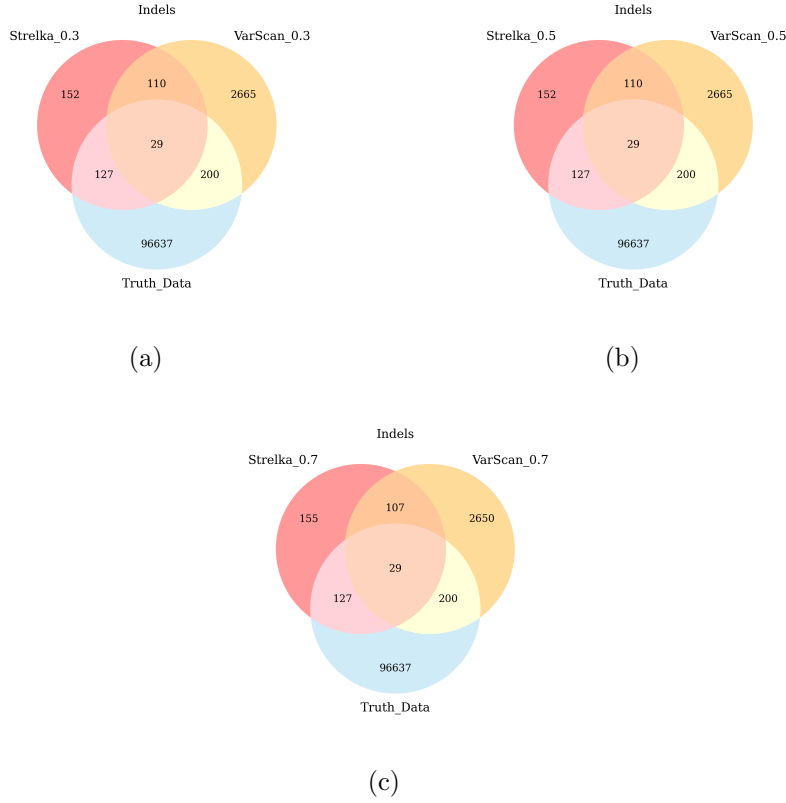 Indels
Strelka_0.3 VarScan_0.3
110
152 2665
29
127 200
96637
Truth_Data
(a)
Indels
Strelka_0.5 VarScan_0.5
110
152 2665
29
127 200
96637
Truth_Data
(b)
Indels
Strelka_0.7 VarScan_0.7
107
155 2650
29
127 200
96637
Truth_Data
(c)